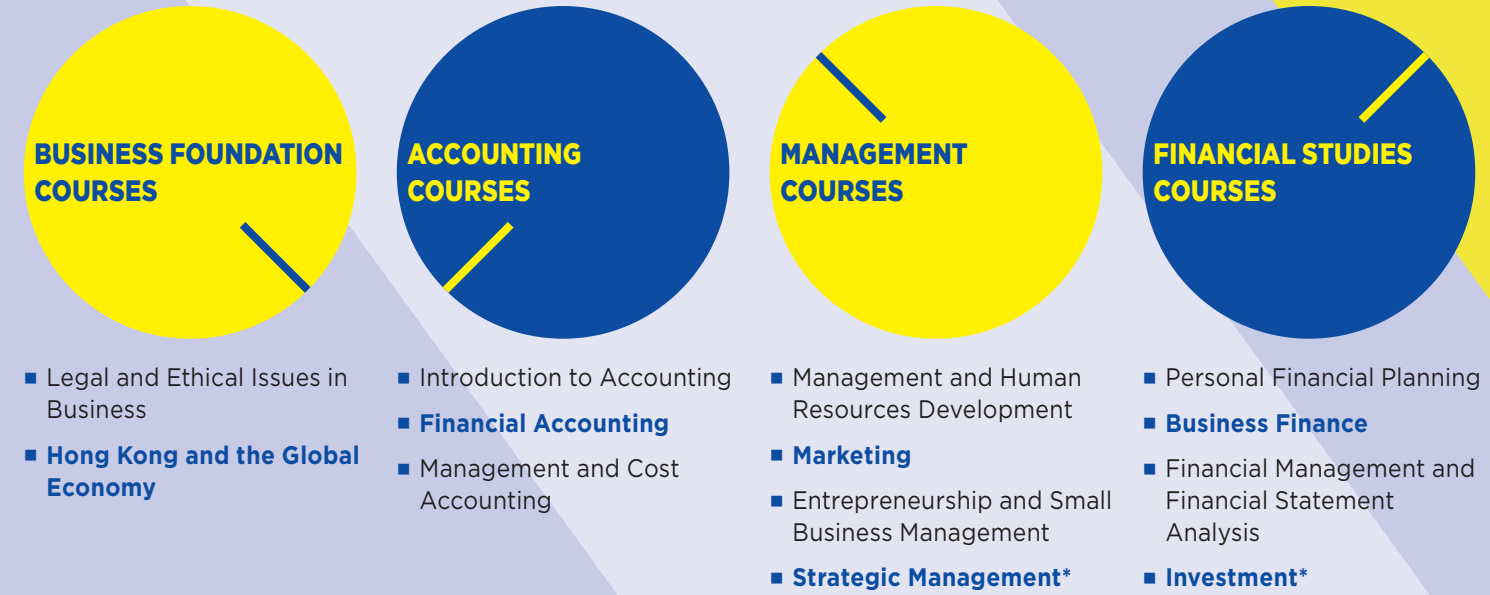 BUSINESS FOUNDATION
COURSES
Legal and Ethical Issues in
Business
Hong Kong and the Global
Economy
ACCOUNTING
COURSES
Introduction to Accounting
Financial Accounting
Management and Cost
Accounting
MANAGEMENT
COURSES
Management and Human
Resources Development
Marketing
Entrepreneurship and Small
Business Management
Strategic Management*
FINANCIAL STUDIES
COURSES
Personal Financial Planning
Business Finance
Financial Management and
Financial Statement
Analysis
Investment*